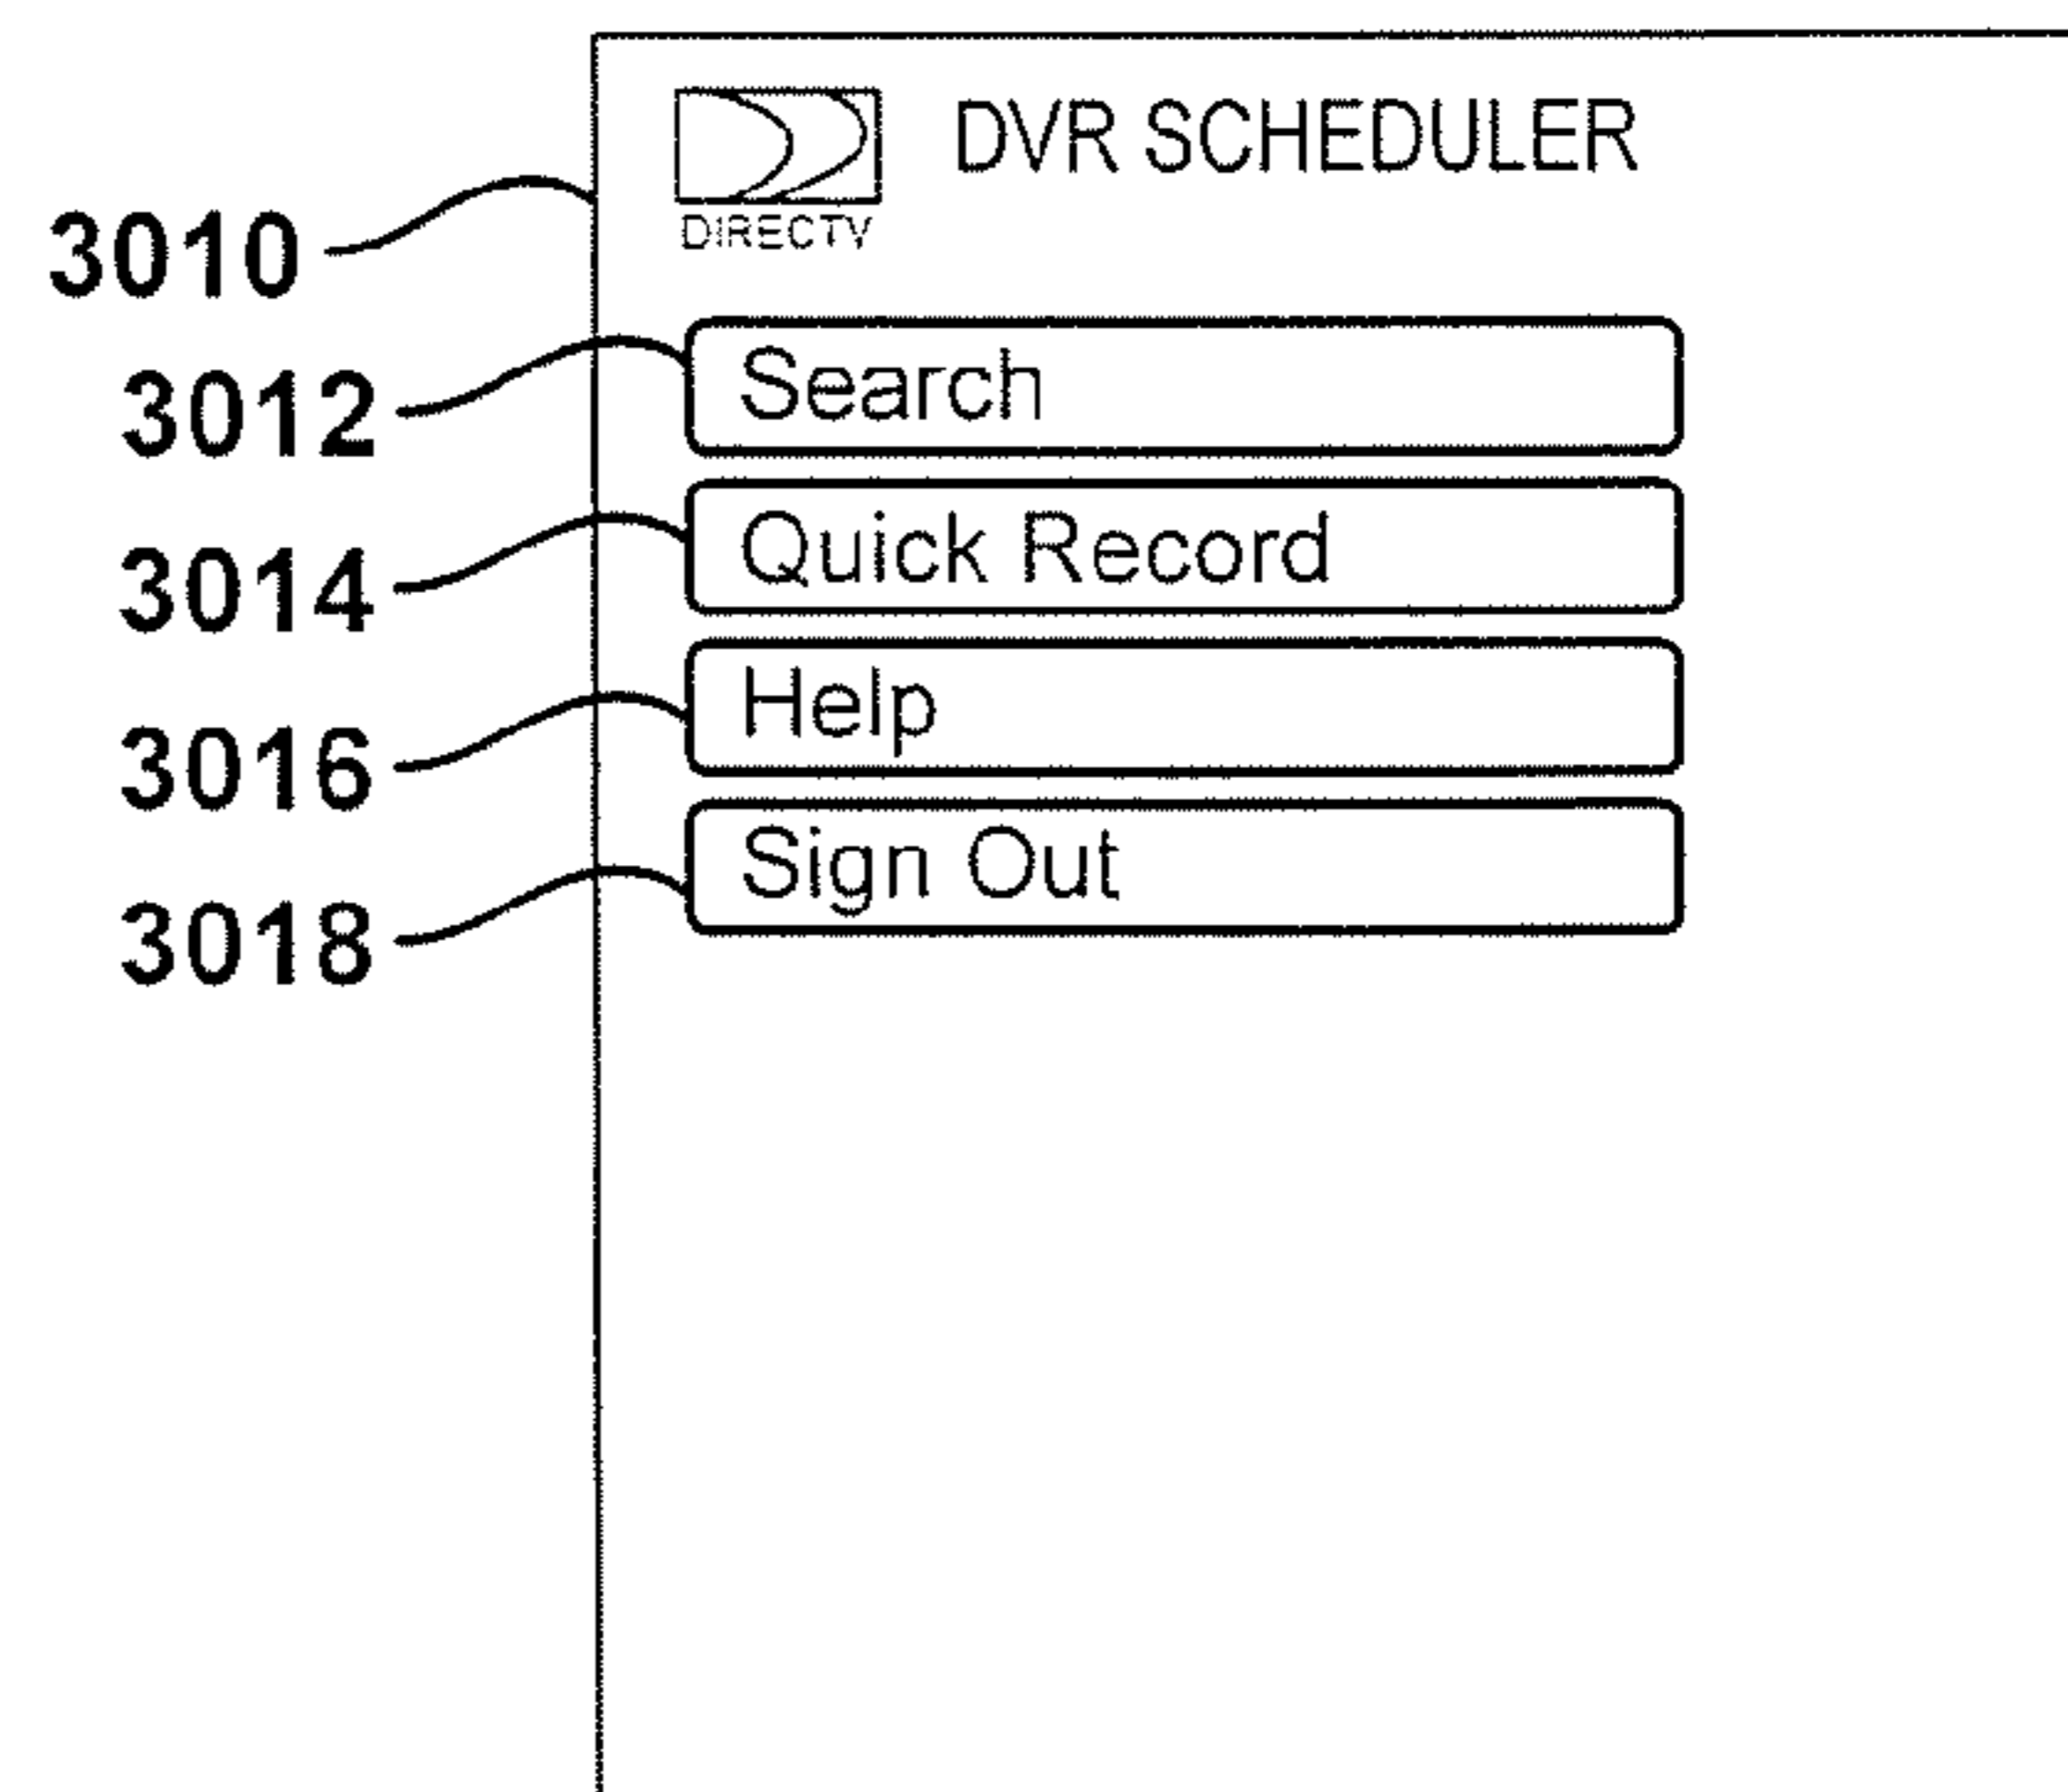 DVR SCHEDULER
DIRECTV
3010
Search
3012
Quick Record
3014
Help
3016
Sign Out
3018